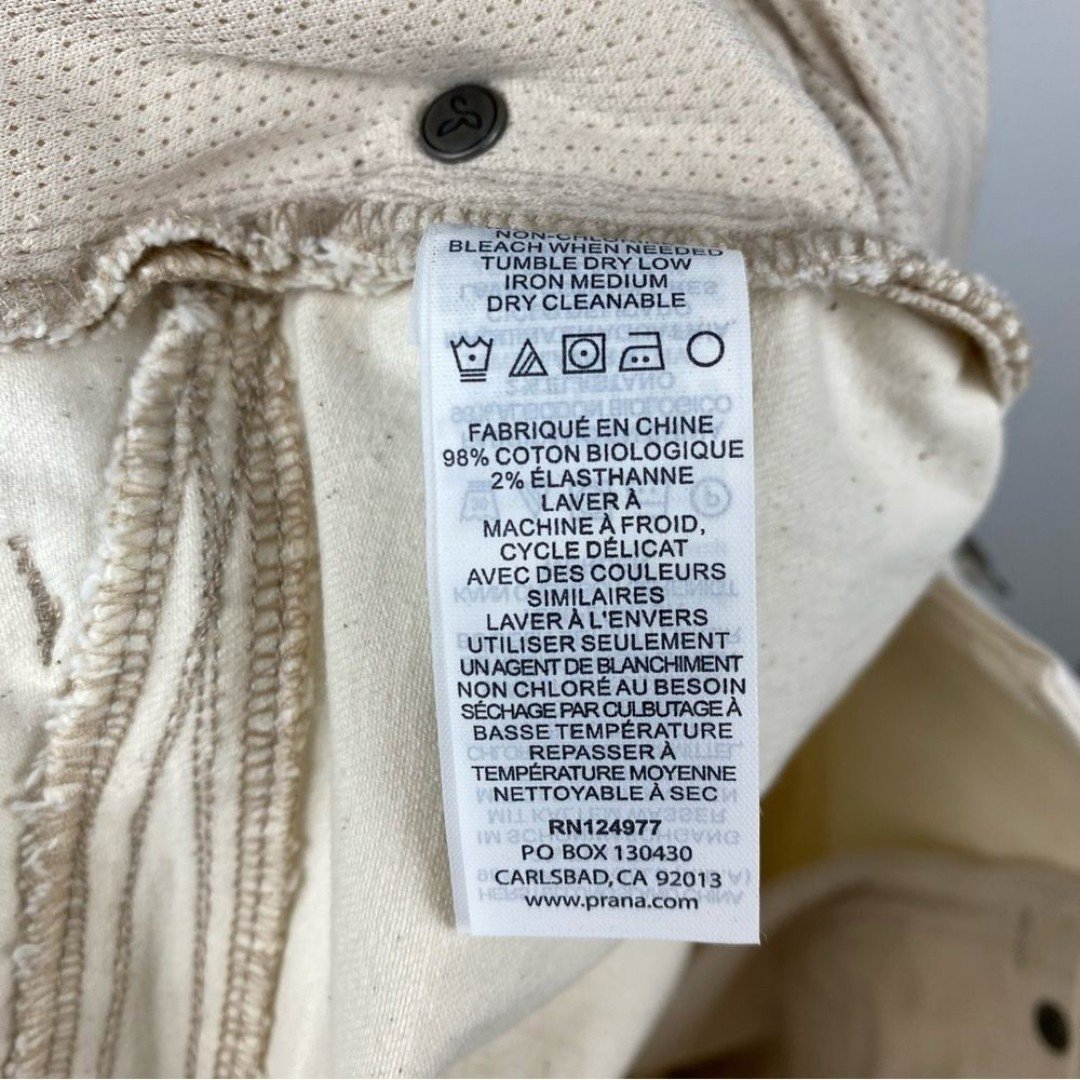 NON-CHLORINE
BLEACH WHEN NEEDED
TUMBLE DRY LOW
IRON MEDIUM
DRY CLEANABLE
FABRIQUÉ EN CHINE
98% COTON BIOLOGIQUE
2% ÉLASTHANNE
LAVER À
MACHINE À FROID,
CYCLE DÉLICAT
AVEC DES COULEURS
SIMILAIRES
LAVER À L'ENVERS
UTILISER SEULEMENT
UN AGENT DE BLANCHIMENT
NON CHLORÉ AU BESOIN
SÉCHAGE PAR CULBUTAGE À
BASSE TEMPÉRATURE
REPASSER À
TEMPÉRATURE MOYENNE
NETTOYABLE À SEC
RN124977
PO BOX 130430
CARLSBAD, CA 92013
www.prana.com